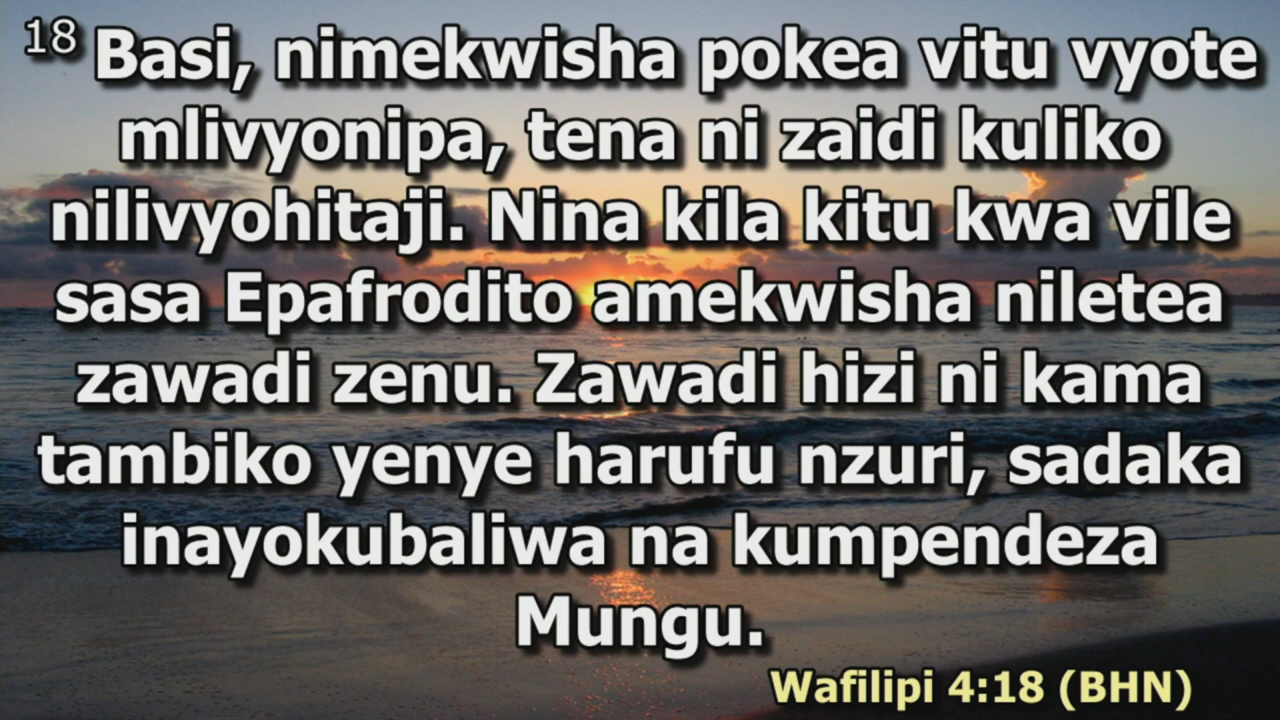 18 Basi, nimekwisha pokea vitu vyote
mlivyonipa, tena ni zaidi kuliko
nilivyohitaji. Nina kila kitu kwa vile
sasa Epafrodito amekwisha niletea
zawadi zenu. Zawadi hizi ni kama
tambiko yenye harufu nzuri, sadaka
inayokubaliwa na kumpendeza
Mungu.
Wafilipi 4:18 (BHN)